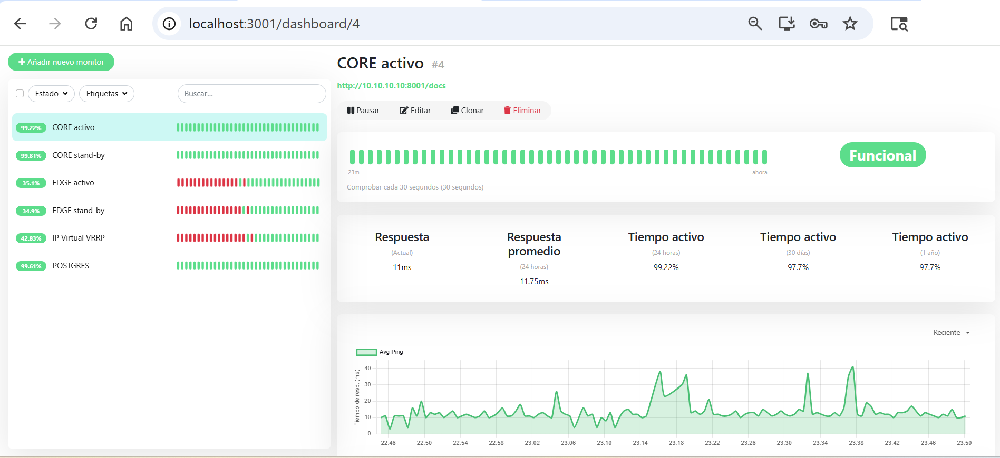 localhost:3001/dashboard/4
Añadir nuevo monitor
Estado
Etiquetas
Buscar...
99.22% CORE activo
99.81% CORE stand-by
35.1% EDGE activo
34.9% EDGE stand-by
42.83% IP Virtual VRRP
99.61% POSTGRES
CORE activo #4
http://10.10.10.10:8001/docs
Pausar Editar Clonar Eliminar
23m ahora
Comprobar cada 30 segundos (30 segundos)
Funcional
Respuesta
(Actual)
11ms
Respuesta
promedio
(24 horas)
11.75ms
Tiempo activo
(24 horas)
99.22%
Tiempo activo
(30 días)
97.7%
Tiempo activo
(1 año)
97.7%
Reciente
Avg Ping
Tiempo de resp. (ms)
40
30
20
10
0
22:46 22:50 22:54 22:58 23:02 23:06 23:10 23:14 23:18 23:22 23:26 23:30 23:34 23:38 23:42 23:46 23:50